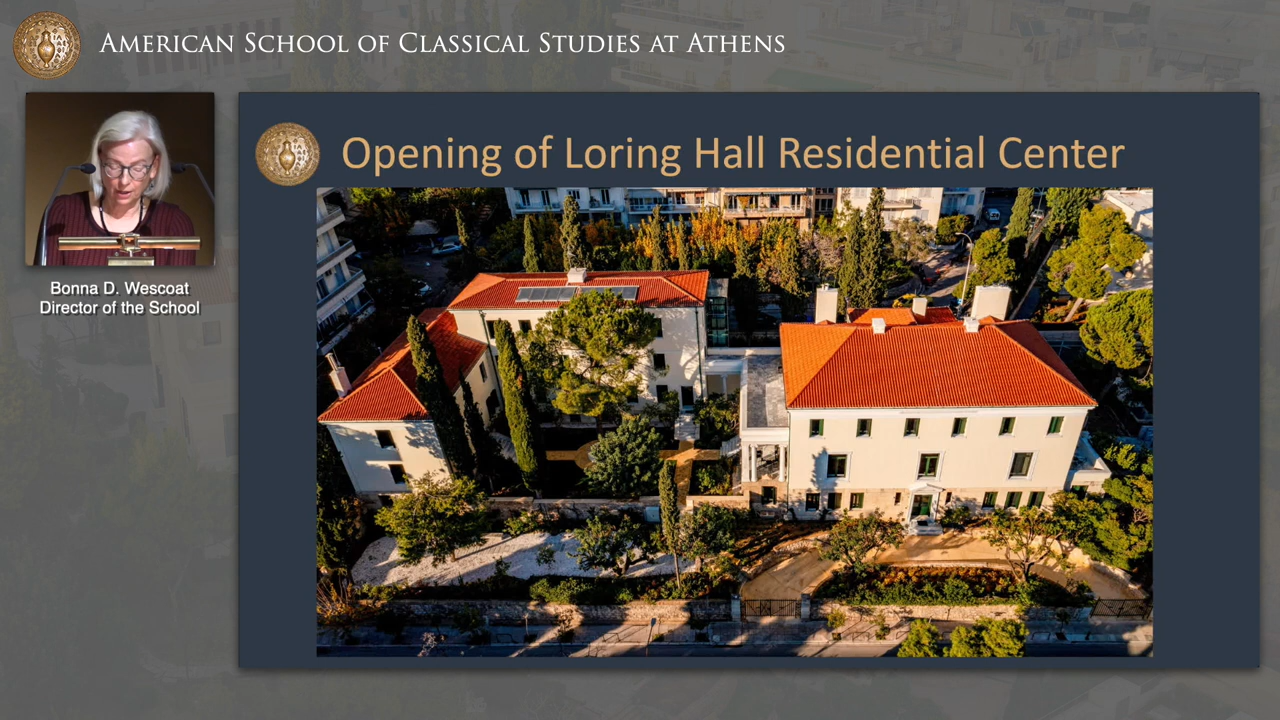 American School of Classical Studies at Athens
Opening of Loring Hall Residential Center
Bonna D. Wescoat
Director of the School